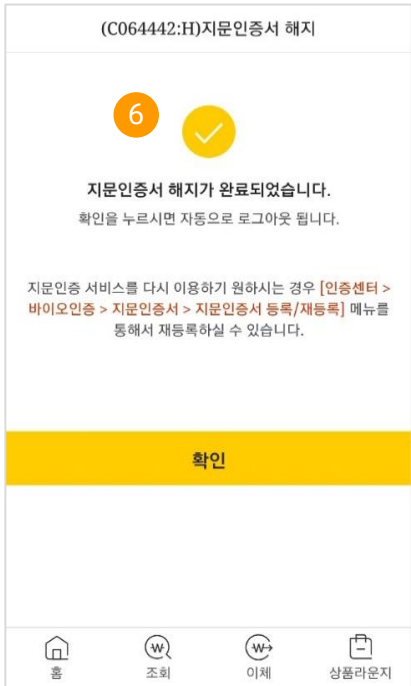 (C064442:H)지문인증서 해지
6
지문인증서 해지가 완료되었습니다.
확인을 누르시면 자동으로 로그아웃 됩니다.
지문인증 서비스를 다시 이용하기 원하시는 경우 [인증센터 >
바이오인증 > 지문인증서 > 지문인증서 등록/재등록] 메뉴를
통해서 재등록하실 수 있습니다.
확인
홈 조회 이체 상품라운지